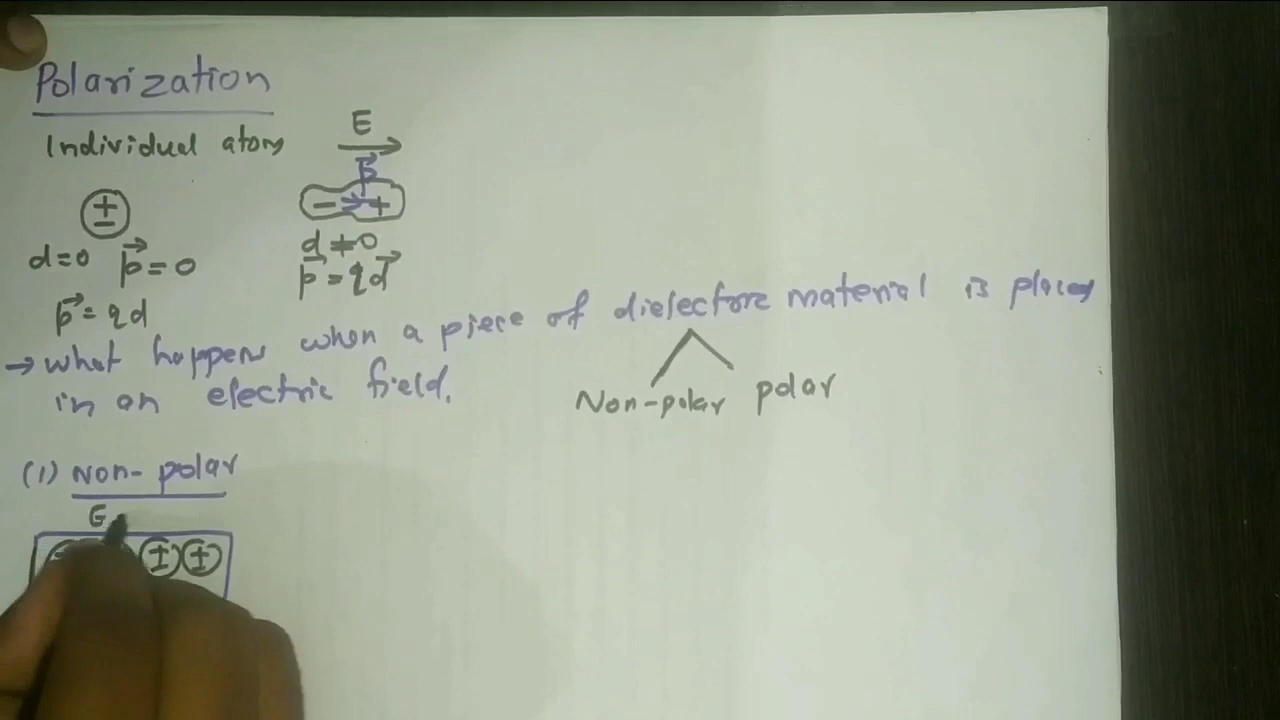 Polarization
Individual atom
E
p⃗
±
− +
d=0 p⃗=0
d≠0
p⃗ = qd⃗
p⃗ = qd
→ what happens when a piece of dielectric material is placed
in an electric field.
Non-polar polar
(1) Non-polar
E
± ±